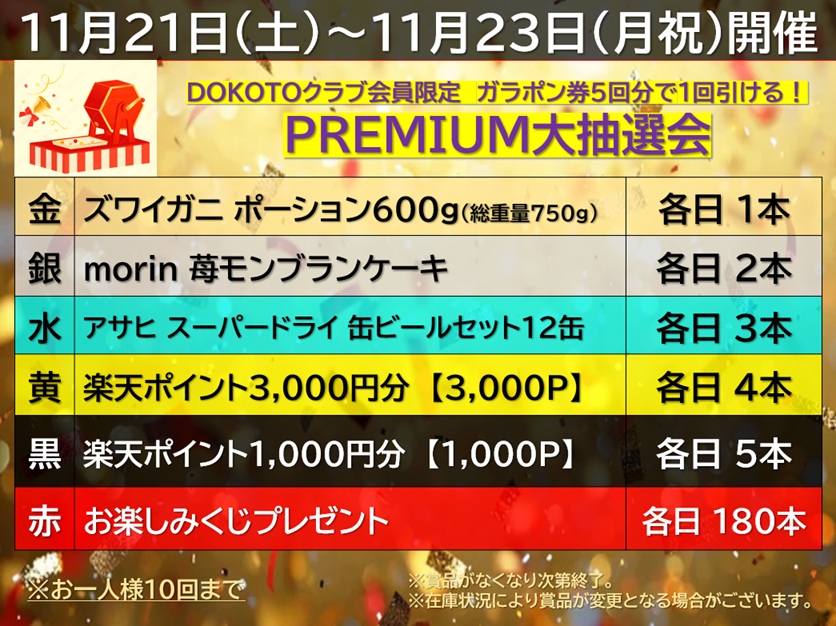 11月21日(土)～11月23日(月祝)開催
DOKOTOクラブ会員限定　ガラポン券5回分で1回引ける！
PREMIUM大抽選会
金 ズワイガニ ポーション600g(総重量750g) 各日 1本
銀 morin 苺モンブランケーキ 各日 2本
水 アサヒ スーパードライ 缶ビールセット12缶 各日 3本
黄 楽天ポイント3,000円分【3,000P】 各日 4本
黒 楽天ポイント1,000円分【1,000P】 各日 5本
赤 お楽しみくじプレゼント 各日 180本
※お一人様10回まで
※賞品がなくなり次第終了。
※在庫状況により賞品が変更となる場合がございます。